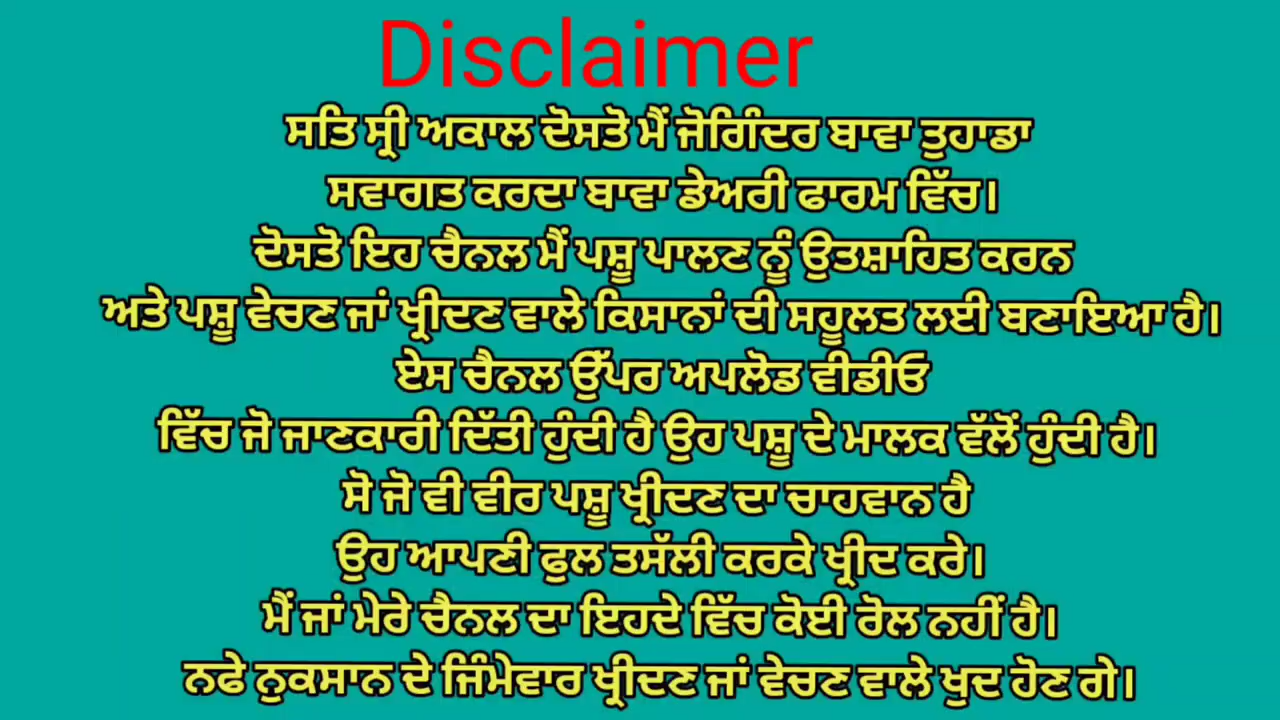 Disclaimer
ਸਤਿ ਸ੍ਰੀ ਅਕਾਲ ਦੋਸਤੋ ਮੈਂ ਜੋਗਿੰਦਰ ਬਾਵਾ ਤੁਹਾਡਾ
ਸਵਾਗਤ ਕਰਦਾ ਬਾਵਾ ਡੇਅਰੀ ਫਾਰਮ ਵਿੱਚ।
ਦੋਸਤੋ ਇਹ ਚੈਨਲ ਮੈਂ ਪਸ਼ੂ ਪਾਲਣ ਨੂੰ ਉਤਸ਼ਾਹਿਤ ਕਰਨ
ਅਤੇ ਪਸ਼ੂ ਵੇਚਣ ਜਾਂ ਖ੍ਰੀਦਣ ਵਾਲੇ ਕਿਸਾਨਾਂ ਦੀ ਸਹੂਲਤ ਲਈ ਬਣਾਇਆ ਹੈ।
ਏਸ ਚੈਨਲ ਉੱਪਰ ਅਪਲੋਡ ਵੀਡੀਓ
ਵਿੱਚ ਜੋ ਜਾਣਕਾਰੀ ਦਿੱਤੀ ਹੁੰਦੀ ਹੈ ਉਹ ਪਸ਼ੂ ਦੇ ਮਾਲਕ ਵੱਲੋਂ ਹੁੰਦੀ ਹੈ।
ਸੋ ਜੋ ਵੀ ਵੀਰ ਪਸ਼ੂ ਖ੍ਰੀਦਣ ਦਾ ਚਾਹਵਾਨ ਹੈ
ਉਹ ਆਪਣੀ ਫੁਲ ਤਸੱਲੀ ਕਰਕੇ ਖ੍ਰੀਦ ਕਰੇ।
ਮੈਂ ਜਾਂ ਮੇਰੇ ਚੈਨਲ ਦਾ ਇਹਦੇ ਵਿੱਚ ਕੋਈ ਰੋਲ ਨਹੀਂ ਹੈ।
ਨਫੇ ਨੁਕਸਾਨ ਦੇ ਜਿੰਮੇਵਾਰ ਖ੍ਰੀਦਣ ਜਾਂ ਵੇਚਣ ਵਾਲੇ ਖੁਦ ਹੋਣ ਗੇ।